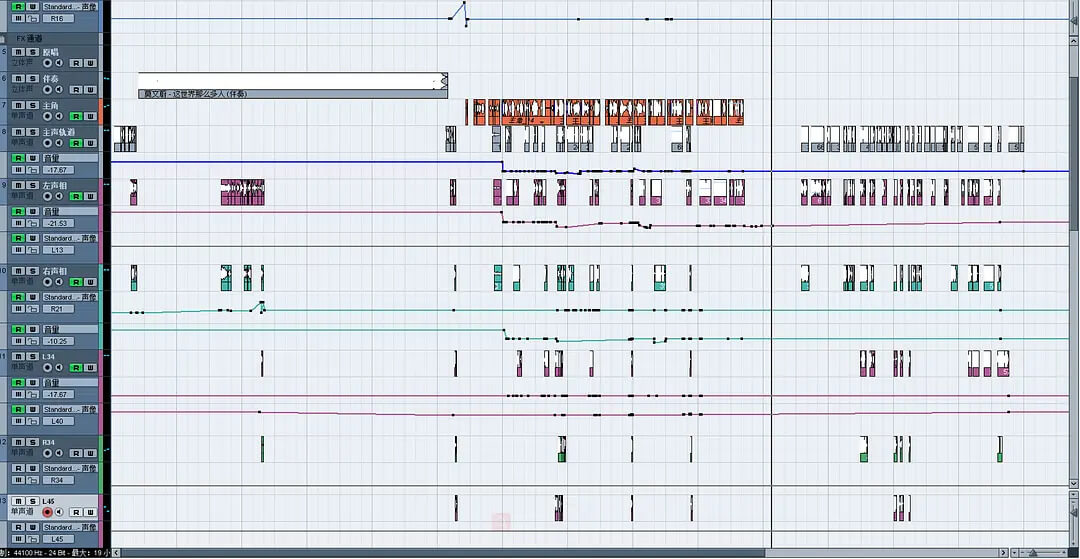 R W Standard...- 声像
R16
FX 通道
5 M S 原唱
立体声 R W
6 M S 伴奏
立体声 R W
莫文蔚 - 这世界那么多人 (伴奏)
7 M S 主角
单声道 R W
8 M S 主声轨道
单声道 R W
R W 音量
-17.67
9 M S 左声相
单声道 R W
R W 音量
-21.53
R W Standard...- 声像
L13
10 M S 右声相
单声道 R W
R W Standard...- 声像
R21
R W 音量
-10.25
11 M S L34
单声道 R W
R W 音量
-17.67
R W Standard...- 声像
L40
12 M S R34
单声道 R W
R W Standard...- 声像
R34
13 M S L45
单声道 R W
R W Standard...- 声像
L45
制: 44100 Hz - 24 Bit - 最大: 19 小